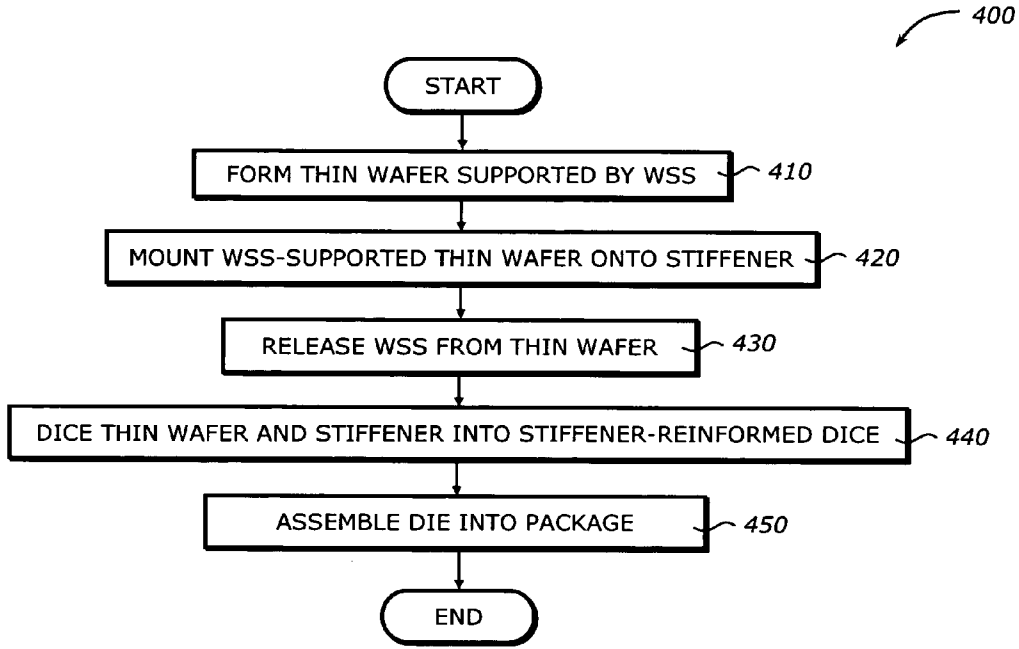 400
START
FORM THIN WAFER SUPPORTED BY WSS 410
MOUNT WSS-SUPPORTED THIN WAFER ONTO STIFFENER 420
RELEASE WSS FROM THIN WAFER 430
DICE THIN WAFER AND STIFFENER INTO STIFFENER-REINFORMED DICE 440
ASSEMBLE DIE INTO PACKAGE 450
END